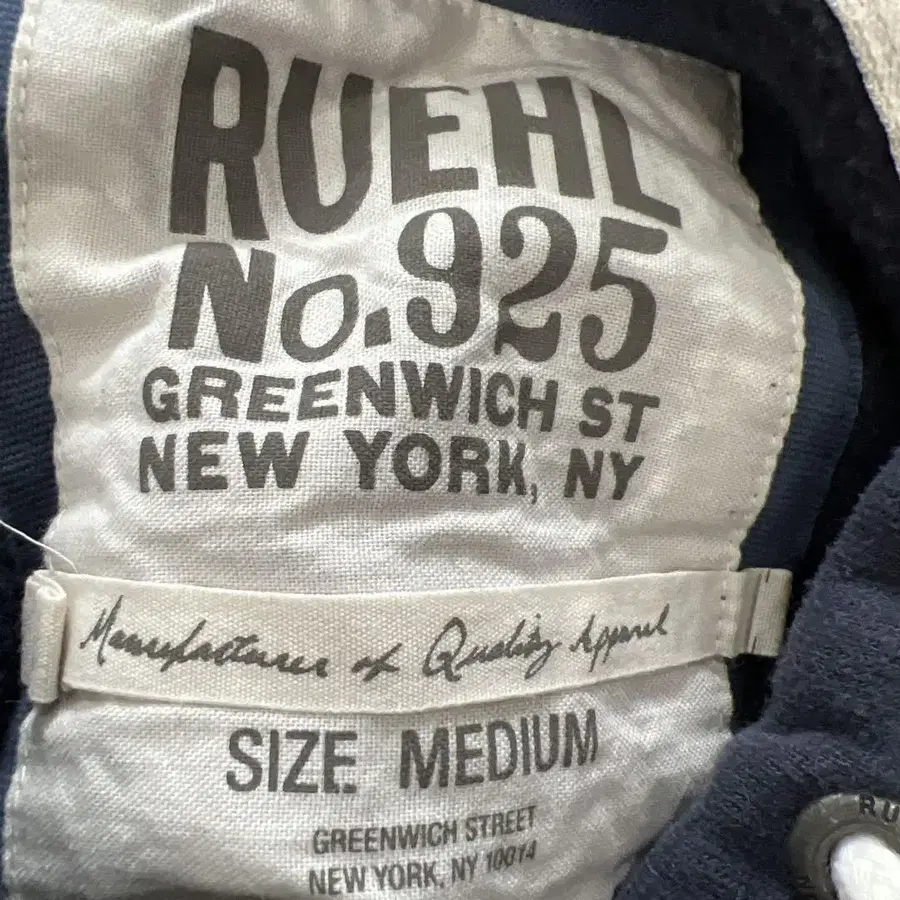 RUEHL
No.925
GREENWICH ST
NEW YORK, NY
Manufacturer of Quality Apparel
SIZE MEDIUM
GREENWICH STREET
NEW YORK, NY 10014
RU